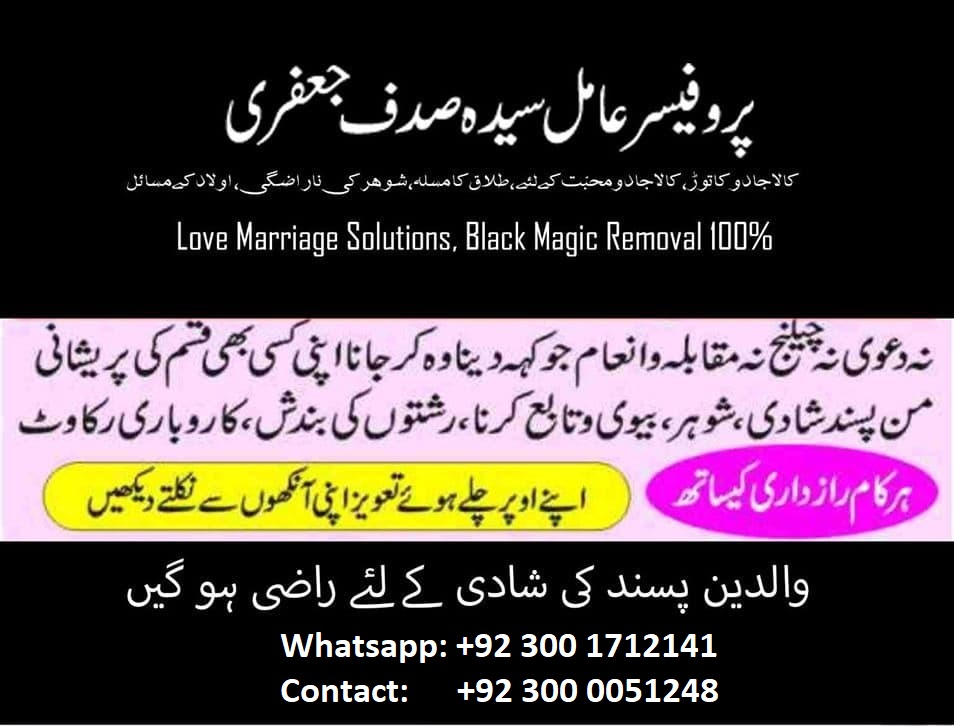 پروفیسر عامل سیدہ صدف جعفری
کالا جادو کا توڑ، کالا جادو محبت کے لئے، طلاق کا مسلہ، شوھر کی ناراضگی، اولاد کے مسائل
Love Marriage Solutions, Black Magic Removal 100%
نہ دعوی نہ چیلنج نہ مقابلہ و انعام جو کہہ دینا وہ کر جانا اپنی کسی بھی قسم کی پریشانی
من پسند شادی، شوہر، بیوی و تابع کرنا، رشتوں کی بندش، کاروباری رکاوٹ
ہر کام رازداری کیساتھ
اپنے اوپر چلے ہوئے تعویز اپنی آنکھوں سے نکلتے دیکھیں
والدین پسند کی شادی کے لئے راضی ہو گیں
Whatsapp: +92 300 1712141
Contact: +92 300 0051248